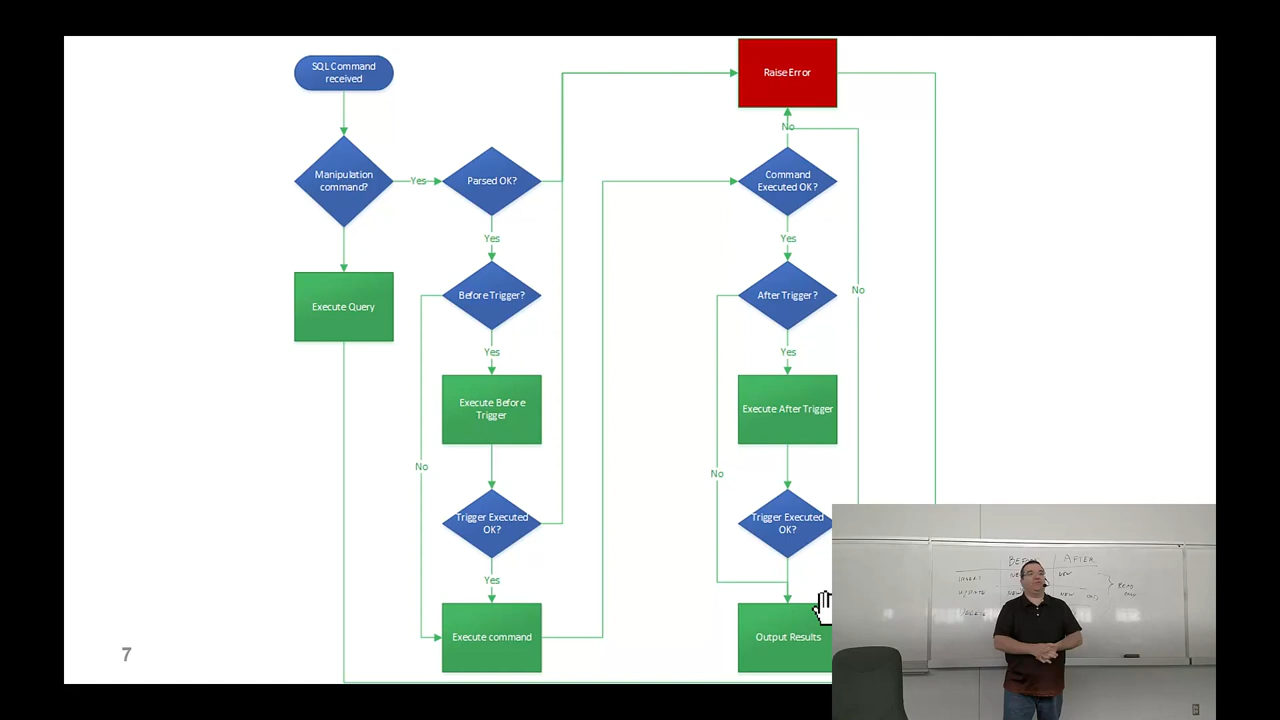 SQL Command
received
Manipulation
command?
Yes
Parsed OK?
Execute Query
Yes
Before Trigger?
Yes
Execute Before
Trigger
No
Trigger Executed
OK?
Yes
Execute command
Raise Error
No
Command
Executed OK?
Yes
After Trigger?
No
Yes
Execute After Trigger
No
Trigger Executed
OK?
Output Results
7
AFTER
NEW
NEW